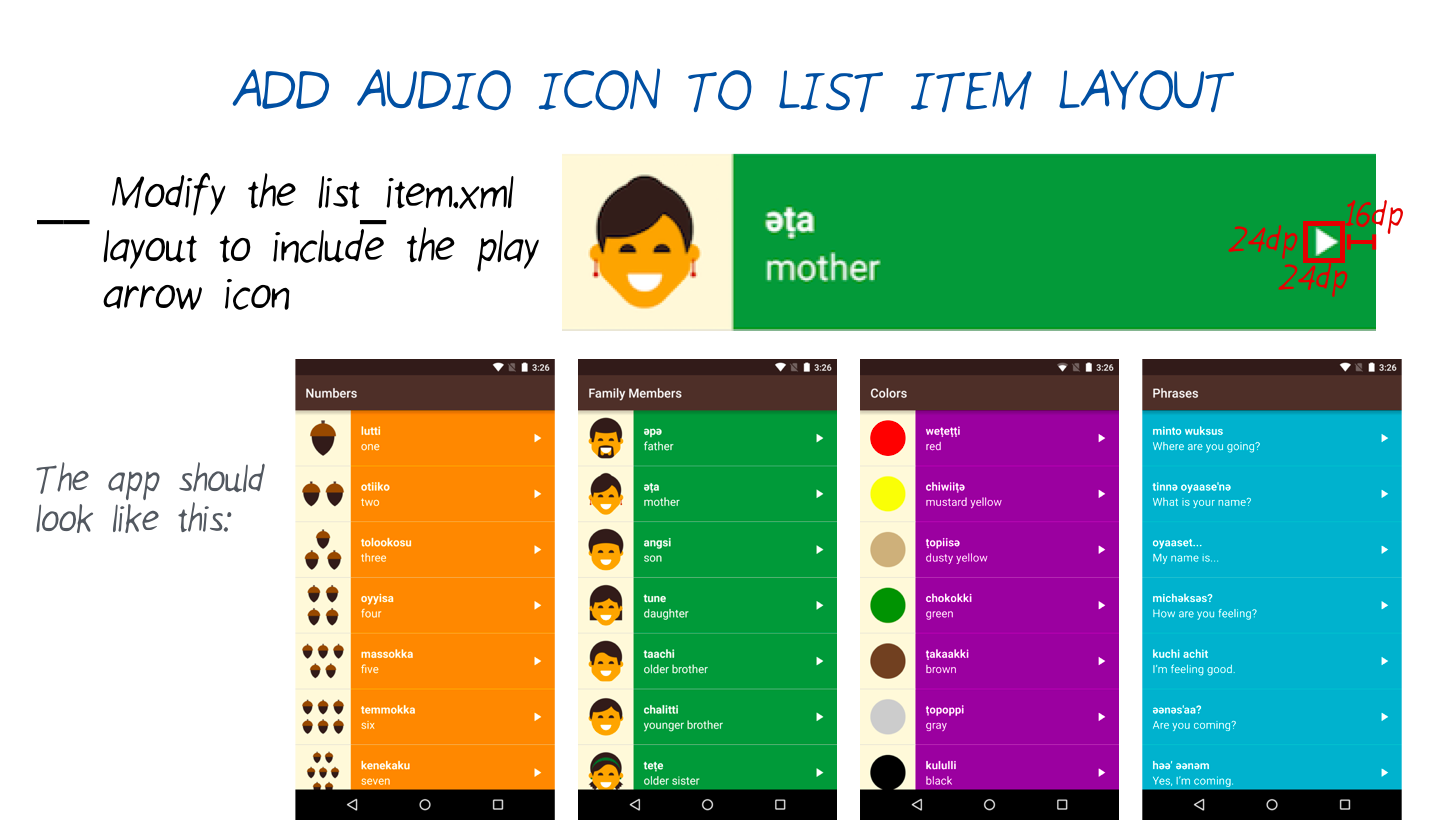 ADD AUDIO ICON TO LIST ITEM LAYOUT
__ Modify the list_item.xml
layout to include the play
arrow icon
əṭa
mother
16dp
24dp
24dp
The app should
look like this:
3:26
Numbers
lutti
one
otiiko
two
tolookosu
three
oyyisa
four
massokka
five
temmokka
six
kenekaku
seven
3:26
Family Members
əpə
father
əṭa
mother
angsi
son
tune
daughter
taachi
older brother
chalitti
younger brother
teṭe
older sister
3:26
Colors
weṭeṭṭi
red
chiwiiṭə
mustard yellow
ṭopiisə
dusty yellow
chokokki
green
ṭakaakki
brown
ṭopoppi
gray
kululli
black
3:26
Phrases
minto wuksus
Where are you going?
tinnə oyaase'nə
What is your name?
oyaaset...
My name is...
michəksəs?
How are you feeling?
kuchi achit
I'm feeling good.
əənəs'aa?
Are you coming?
həə' əənəm
Yes, I'm coming.